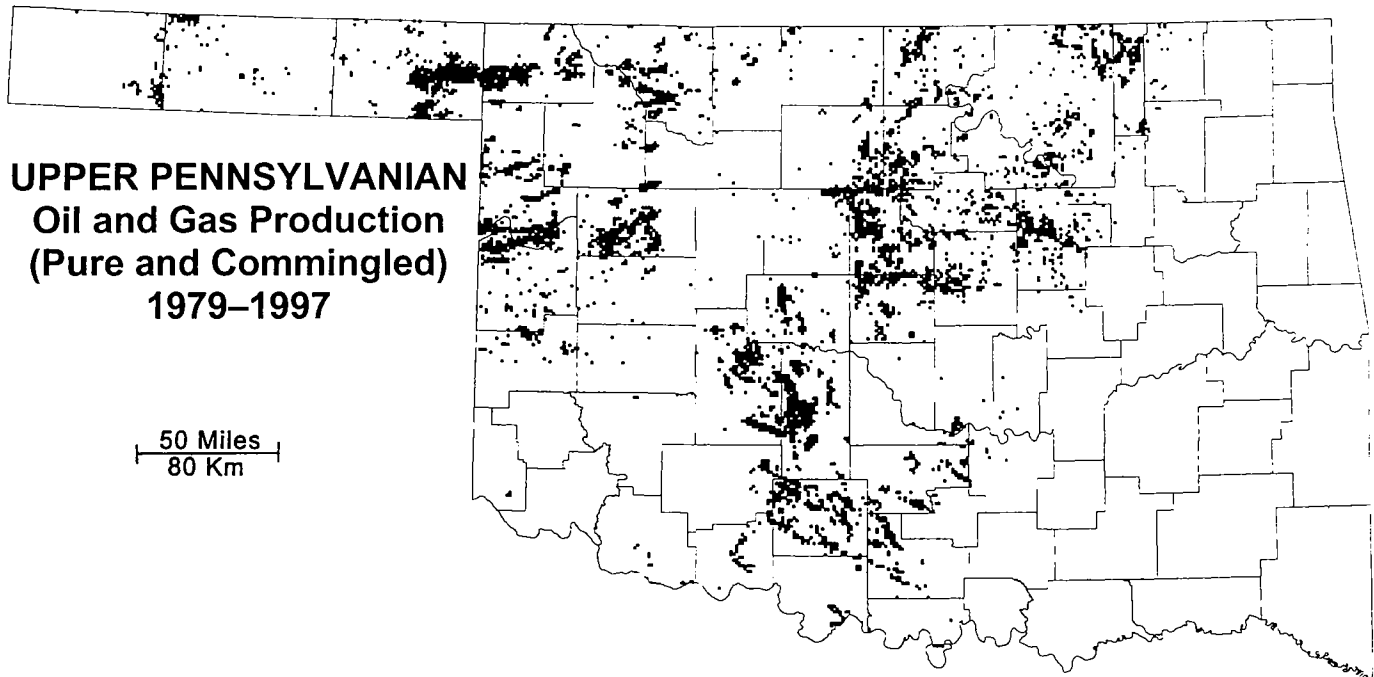 UPPER PENNSYLVANIAN
Oil and Gas Production
(Pure and Commingled)
1979–1997
50 Miles
80 Km